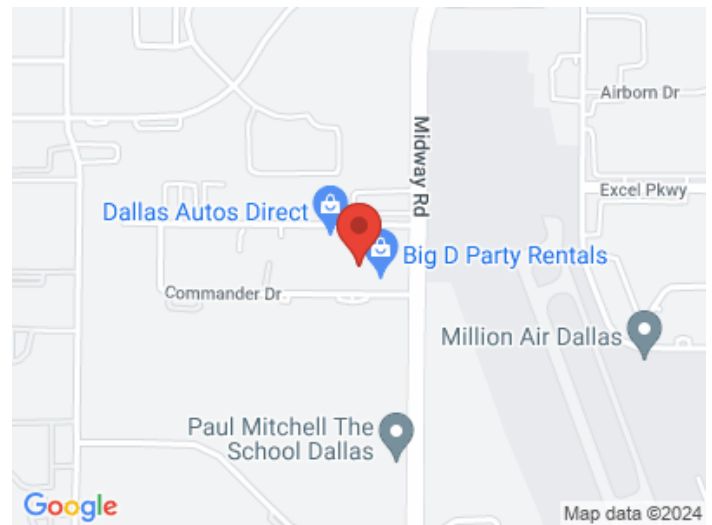 Airborn Dr
Midway Rd
Excel Pkwy
Dallas Autos Direct
Big D Party Rentals
Commander Dr
Million Air Dallas
Paul Mitchell The
School Dallas
Google
Map data ©2024